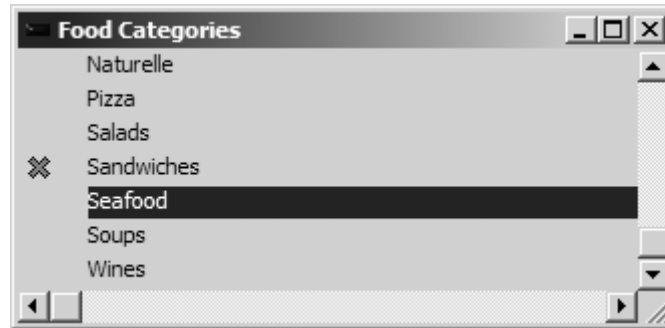 Food Categories
Naturelle
Pizza
Salads
Sandwiches
Seafood
Soups
Wines